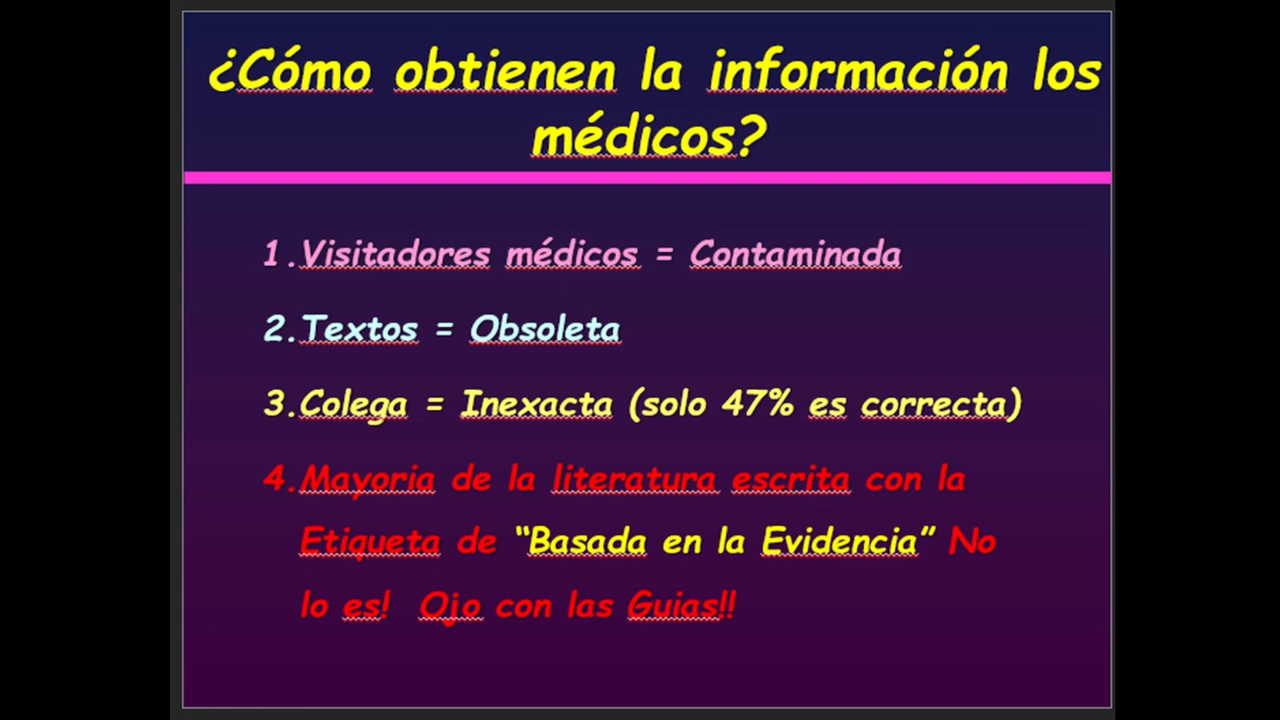 ¿Cómo obtienen la información los
médicos?
1.Visitadores médicos = Contaminada
2.Textos = Obsoleta
3.Colega = Inexacta (solo 47% es correcta)
4.Mayoria de la literatura escrita con la
Etiqueta de “Basada en la Evidencia” No
lo es! Ojo con las Guias!!